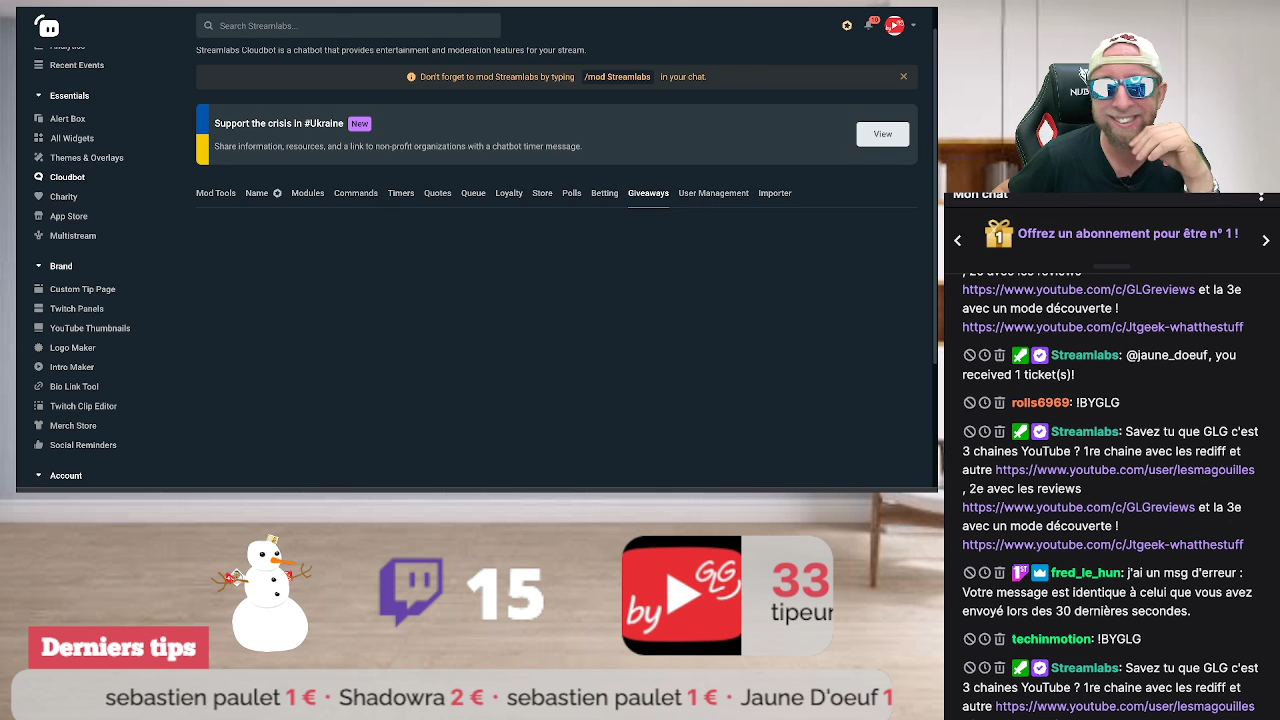 Search Streamlabs...
Analytics
Recent Events
Essentials
Alert Box
All Widgets
Themes & Overlays
Cloudbot
Charity
App Store
Multistream
Brand
Custom Tip Page
Twitch Panels
YouTube Thumbnails
Logo Maker
Intro Maker
Bio Link Tool
Twitch Clip Editor
Merch Store
Social Reminders
Account
Streamlabs Cloudbot is a chatbot that provides entertainment and moderation features for your stream.
Don't forget to mod Streamlabs by typing /mod Streamlabs in your chat.
Support the crisis in #Ukraine New
Share information, resources, and a link to non-profit organizations with a chatbot timer message.
View
Mod Tools Name Modules Commands Timers Quotes Queue Loyalty Store Polls Betting Giveaways User Management Importer
Mon chat
1
Offrez un abonnement pour être n° 1 !
, 2e avec les reviews
https://www.youtube.com/c/GLGreviews et la 3e
avec un mode découverte !
https://www.youtube.com/c/Jtgeek-whatthestuff
Streamlabs: @jaune_doeuf, you
received 1 ticket(s)!
rolls6969: !BYGLG
Streamlabs: Savez tu que GLG c'est
3 chaines YouTube ? 1re chaine avec les rediff et
autre https://www.youtube.com/user/lesmagouilles
, 2e avec les reviews
https://www.youtube.com/c/GLGreviews et la 3e
avec un mode découverte !
https://www.youtube.com/c/Jtgeek-whatthestuff
1ST fred_le_hun: j'ai un msg d'erreur :
Votre message est identique à celui que vous avez
envoyé lors des 30 dernières secondes.
techinmotion: !BYGLG
Streamlabs: Savez tu que GLG c'est
3 chaines YouTube ? 1re chaine avec les rediff et
autre https://www.youtube.com/user/lesmagouilles
15
by GLG
33
tipeur
Derniers tips
sebastien paulet 1 € · Shadowra 2 € · sebastien paulet 1 € · Jaune D'oeuf 1